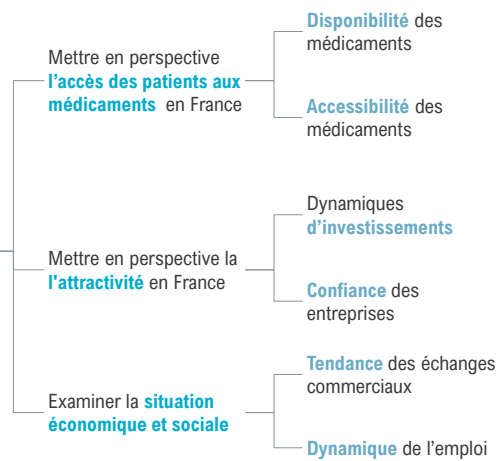 Disponibilité des
médicaments
Mettre en perspective
l'accès des patients aux
médicaments en France
Accessibilité des
médicaments
Dynamiques
d'investissements
Mettre en perspective la
l'attractivité en France
Confiance des
entreprises
Tendance des échanges
commerciaux
Examiner la situation
économique et sociale
Dynamique de l'emploi